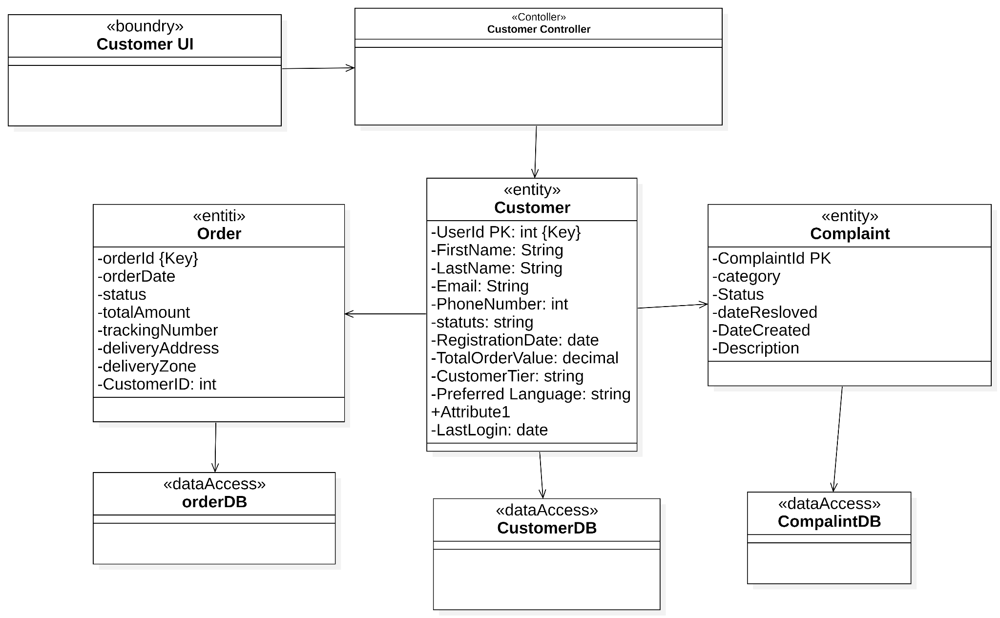 «boundry»
Customer UI
«Contoller»
Customer Controller
«entity»
Customer
-UserId PK: int {Key}
-FirstName: String
-LastName: String
-Email: String
-PhoneNumber: int
-statuts: string
-RegistrationDate: date
-TotalOrderValue: decimal
-CustomerTier: string
-Preferred Language: string
+Attribute1
-LastLogin: date
«entiti»
Order
-orderId {Key}
-orderDate
-status
-totalAmount
-trackingNumber
-deliveryAddress
-deliveryZone
-CustomerID: int
«entity»
Complaint
-ComplaintId PK
-category
-Status
-dateResloved
-DateCreated
-Description
«dataAccess»
orderDB
«dataAccess»
CustomerDB
«dataAccess»
CompalintDB